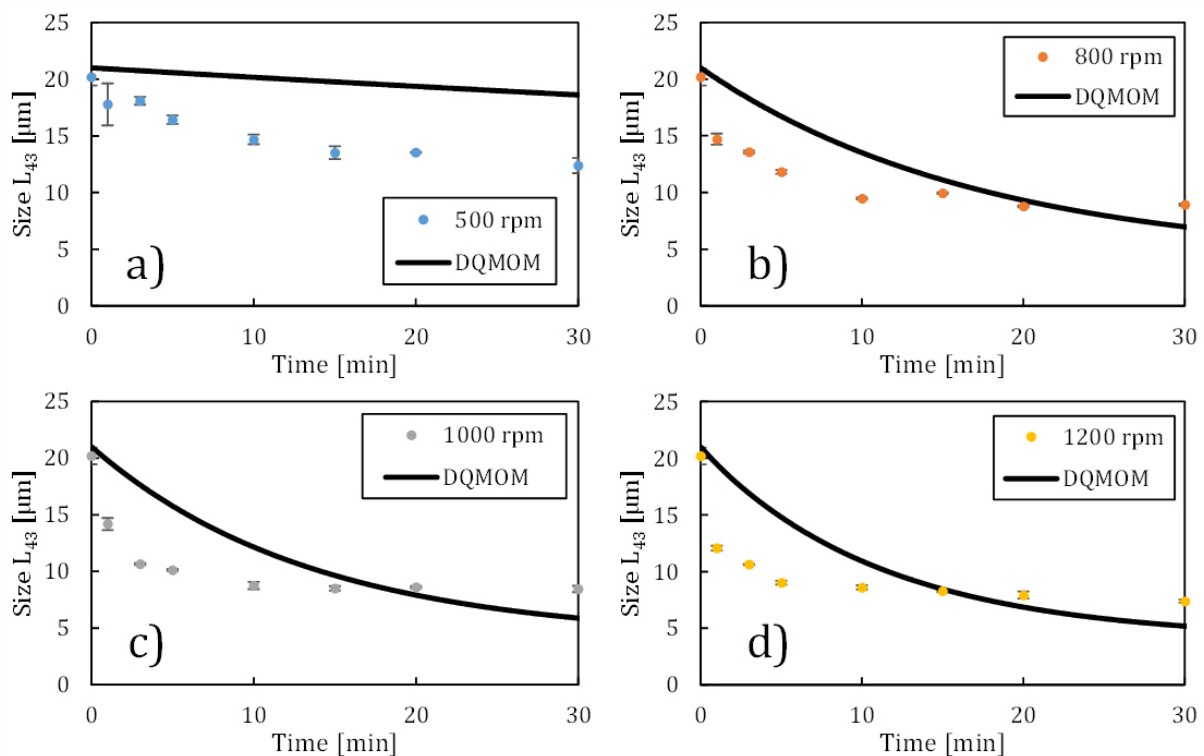 25
20
15
10
5
0
Size L43 [μm]
500 rpm
DQMOM
a)
0 10 20 30
Time [min]
25
20
15
10
5
0
Size L43 [μm]
800 rpm
DQMOM
b)
0 10 20 30
Time [min]
25
20
15
10
5
0
Size L43 [μm]
1000 rpm
DQMOM
c)
0 10 20 30
Time [min]
25
20
15
10
5
0
Size L43 [μm]
1200 rpm
DQMOM
d)
0 10 20 30
Time [min]